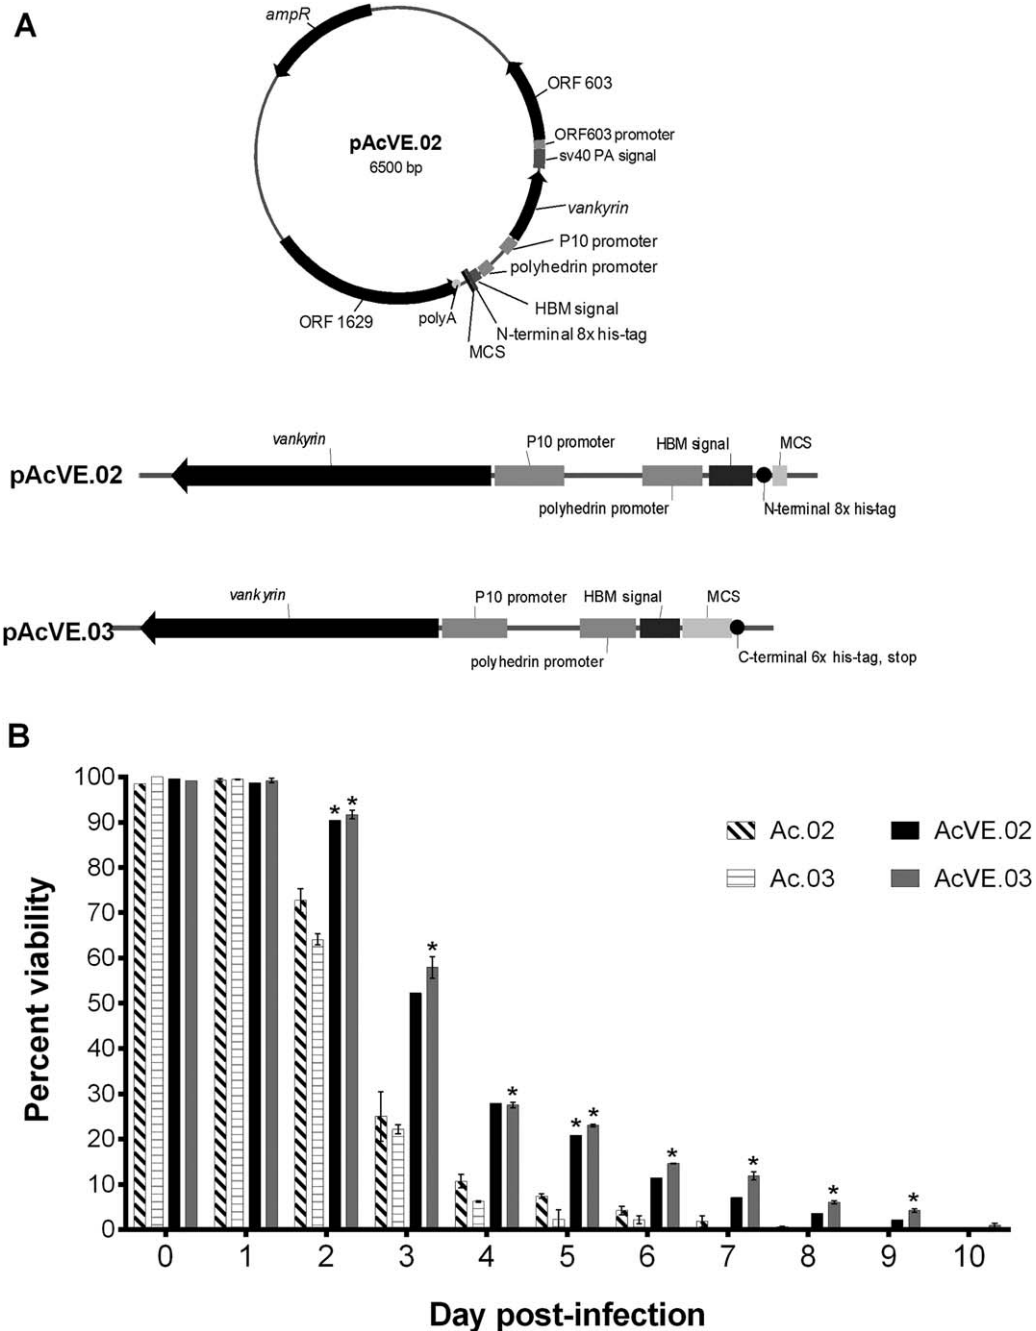 A
ampR
ORF 603
pAcVE.02
6500 bp
ORF603 promoter
sv40 PA signal
vankyrin
P10 promoter
polyhedrin promoter
HBM signal
polyA
ORF 1629
N-terminal 8x his-tag
MCS
vankyrin
P10 promoter
HBM signal
MCS
pAcVE.02
polyhedrin promoter
N-terminal 8x his-tag
vankyrin
P10 promoter
HBM signal
MCS
pAcVE.03
polyhedrin promoter
C-terminal 6x his-tag, stop
B
Percent viability
100
90
80
70
60
50
40
30
20
10
0
* *
*
*
* *
*
*
*
*
Ac.02
AcVE.02
Ac.03
AcVE.03
0 1 2 3 4 5 6 7 8 9 10
Day post-infection